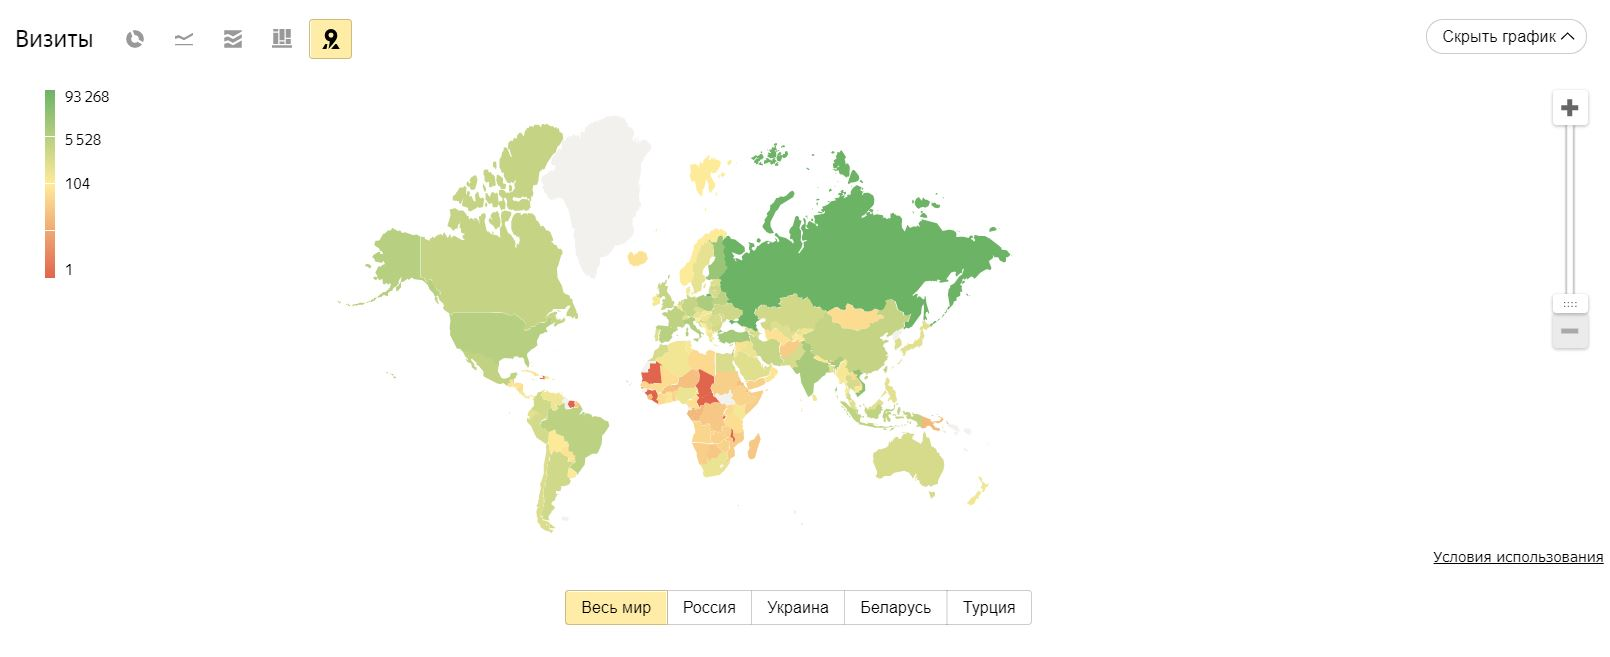 Визиты
Скрыть график
93 268
5 528
104
1
Условия использования
Весь мир
Россия
Украина
Беларусь
Турция